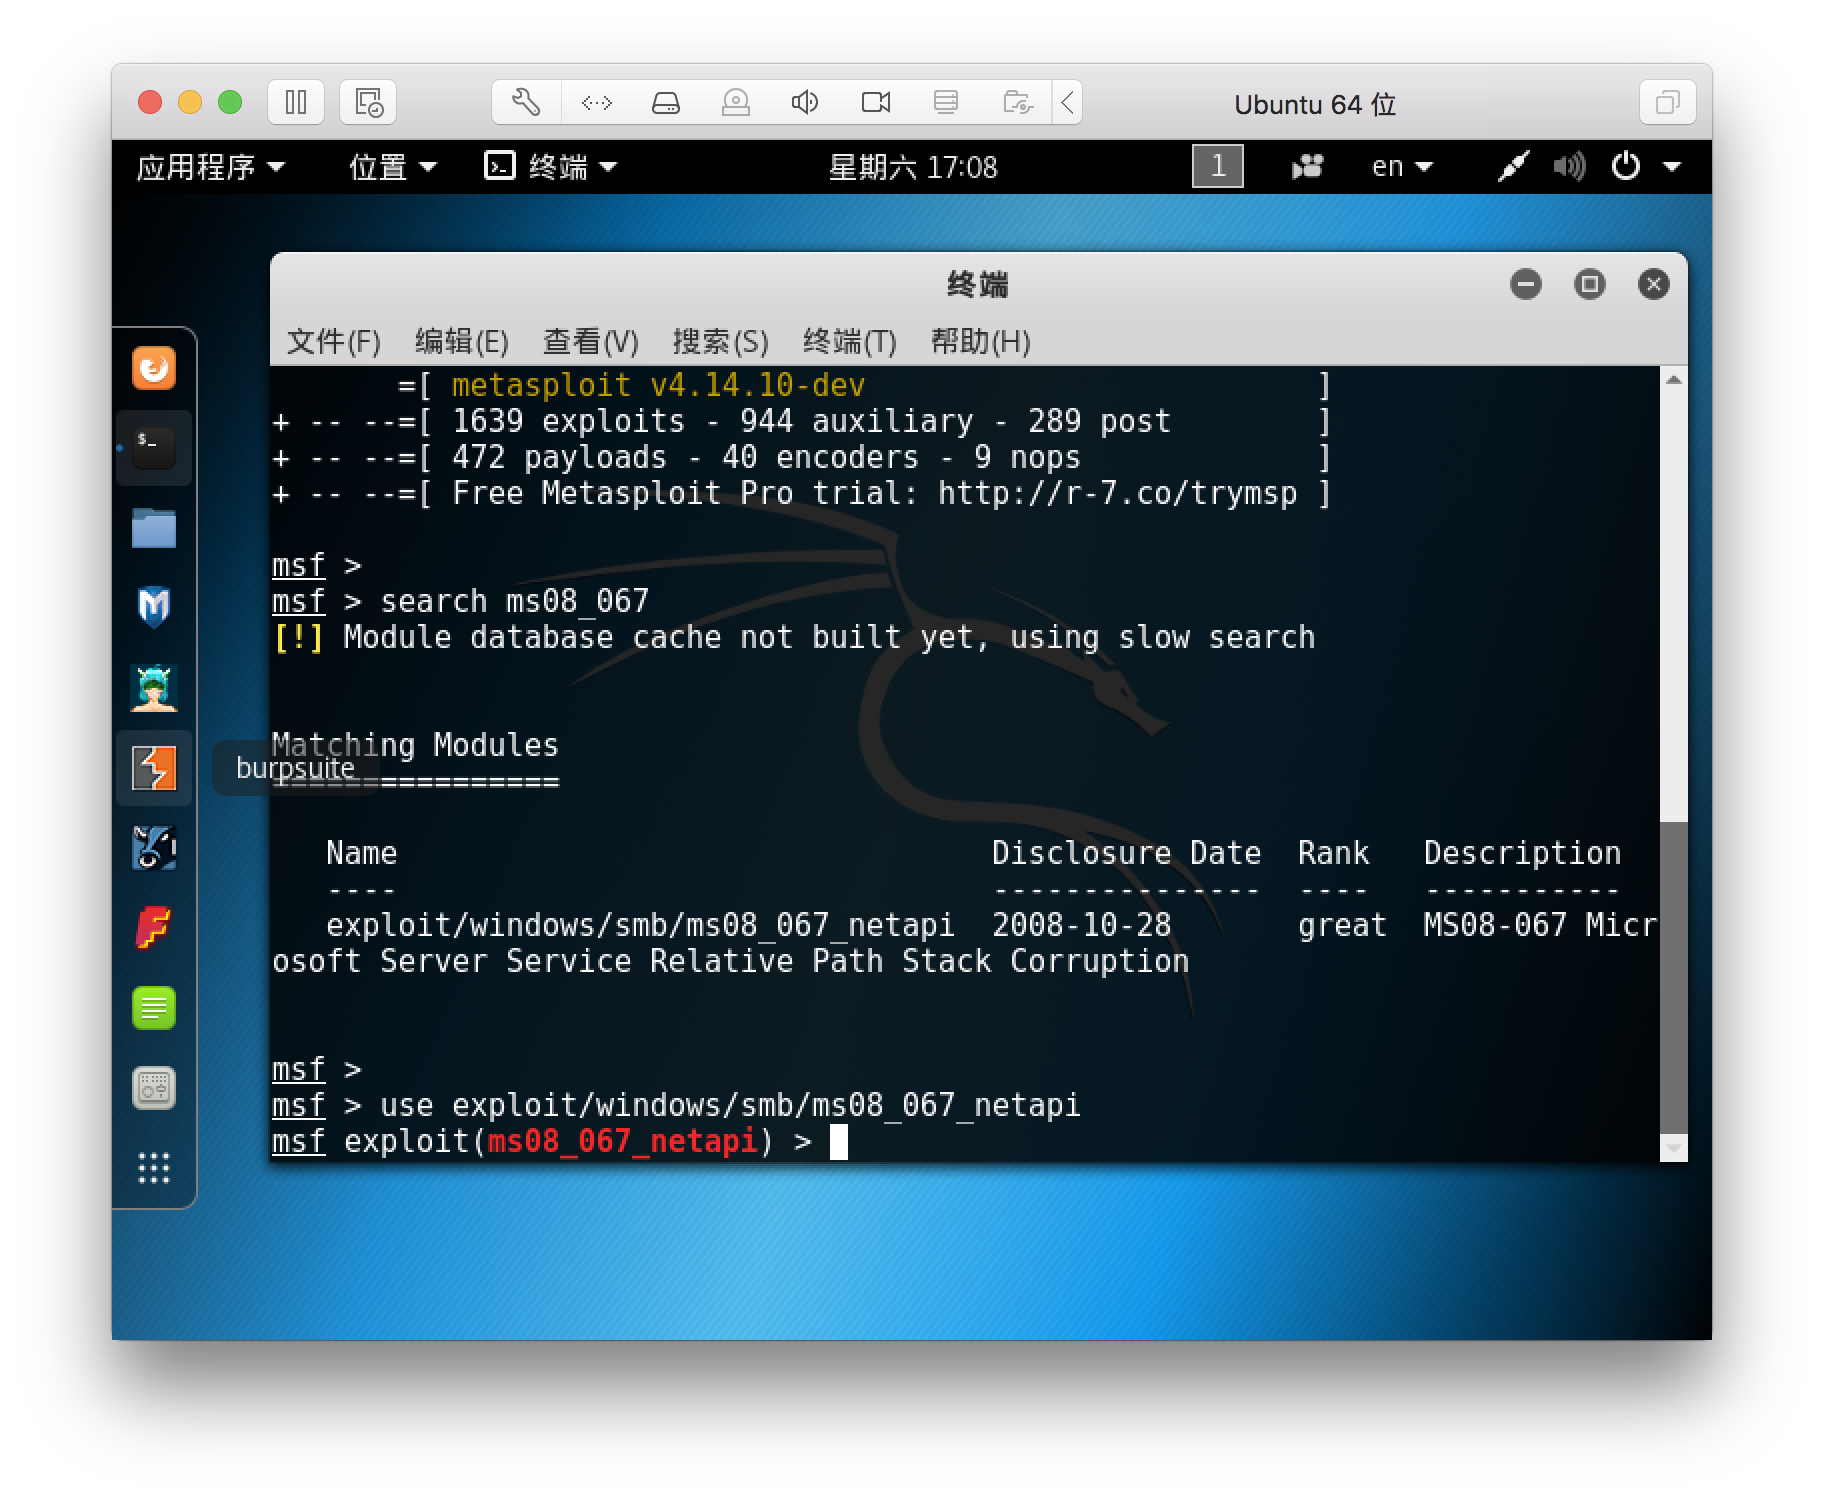 Ubuntu 64 位
应用程序 位置 终端 星期六 17:08 1 en
终端
文件(F) 编辑(E) 查看(V) 搜索(S) 终端(T) 帮助(H)
=[ metasploit v4.14.10-dev ]
+ -- --=[ 1639 exploits - 944 auxiliary - 289 post ]
+ -- --=[ 472 payloads - 40 encoders - 9 nops ]
+ -- --=[ Free Metasploit Pro trial: http://r-7.co/trymsp ]
msf >
msf > search ms08_067
[!] Module database cache not built yet, using slow search
Matching Modules
================
burpsuite
Name Disclosure Date Rank Description
---- --------------- ---- -----------
exploit/windows/smb/ms08_067_netapi 2008-10-28 great MS08-067 Micr
osoft Server Service Relative Path Stack Corruption
msf >
msf > use exploit/windows/smb/ms08_067_netapi
msf exploit(ms08_067_netapi) >